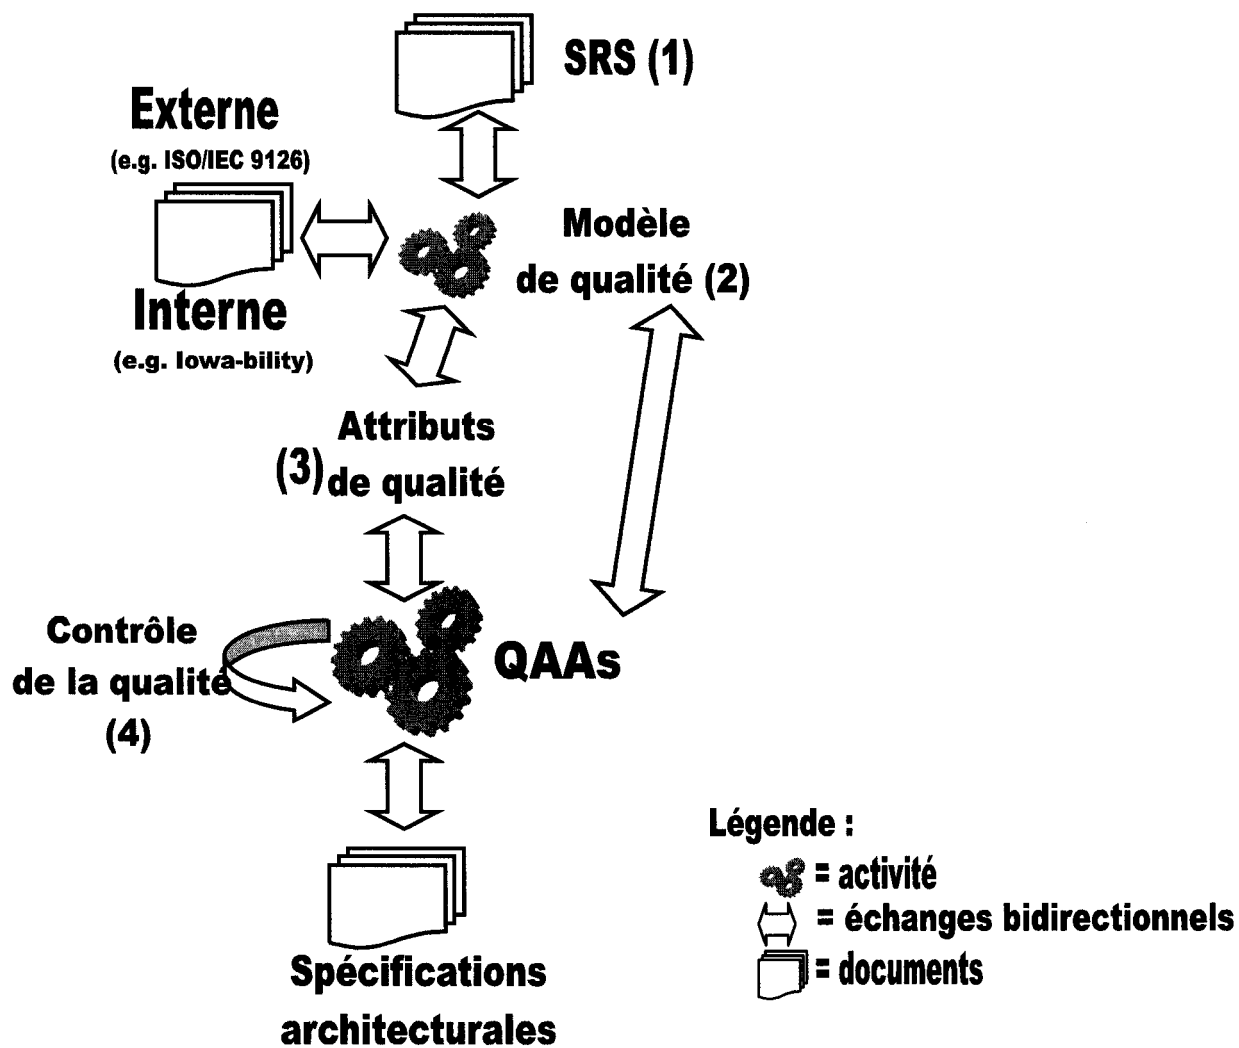 SRS (1)
Externe
(e.g. ISO/IEC 9126)
Interne
(e.g. Iowa-bility)
Modèle
de qualité (2)
Attributs
(3) de qualité
Contrôle
de la qualité
(4)
QAAs
Spécifications
architecturales
Légende :
= activité
= échanges bidirectionnels
= documents